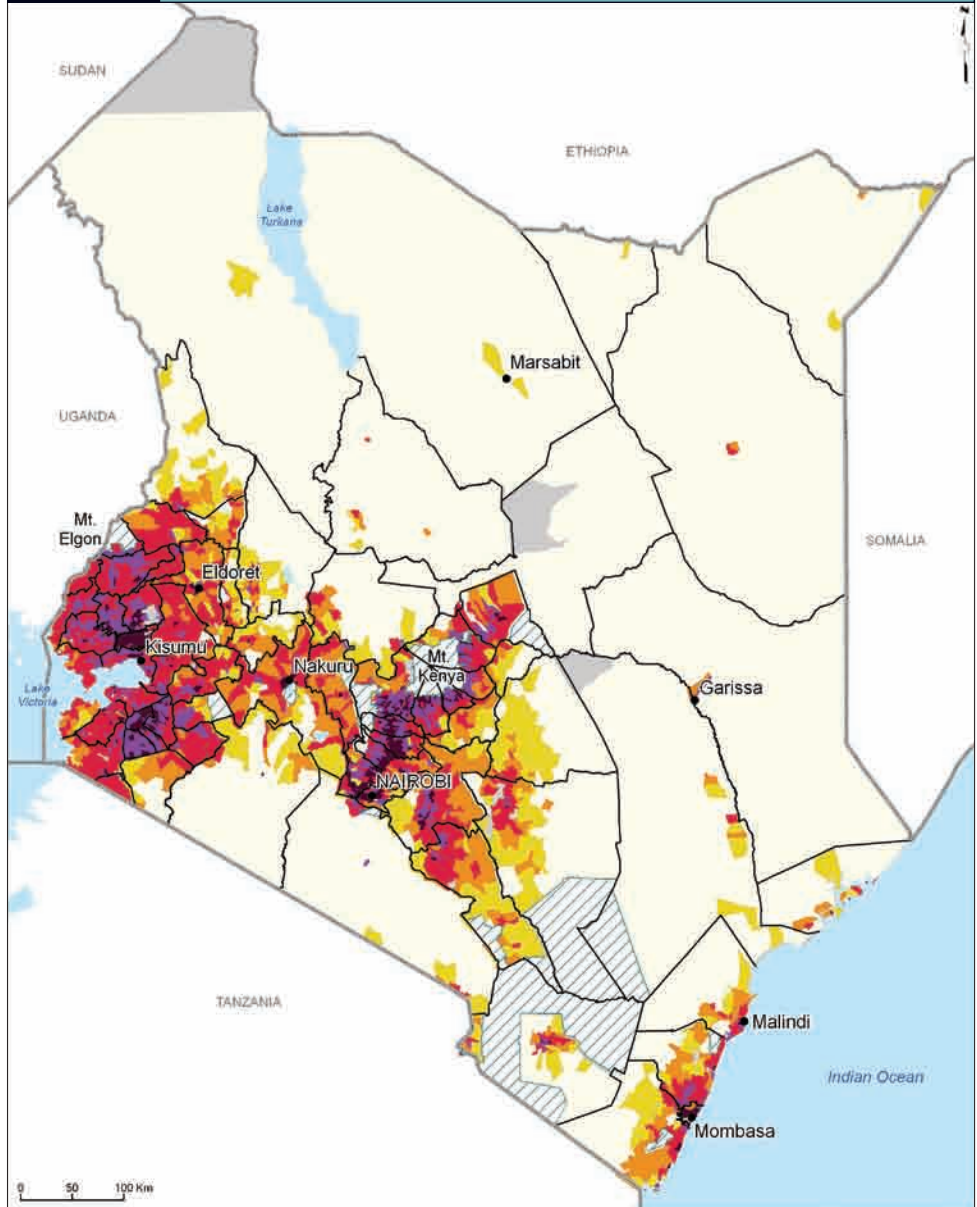 SUDAN
ETHIOPIA
Lake
Turkana
Marsabit
UGANDA
Mt.
Elgon
SOMALIA
Eldoret
Kisumu
Nakuru
Mt.
Kenya
Lake
Victoria
Garissa
NAIROBI
TANZANIA
Malindi
Indian Ocean
Mombasa
0 50 100 Km